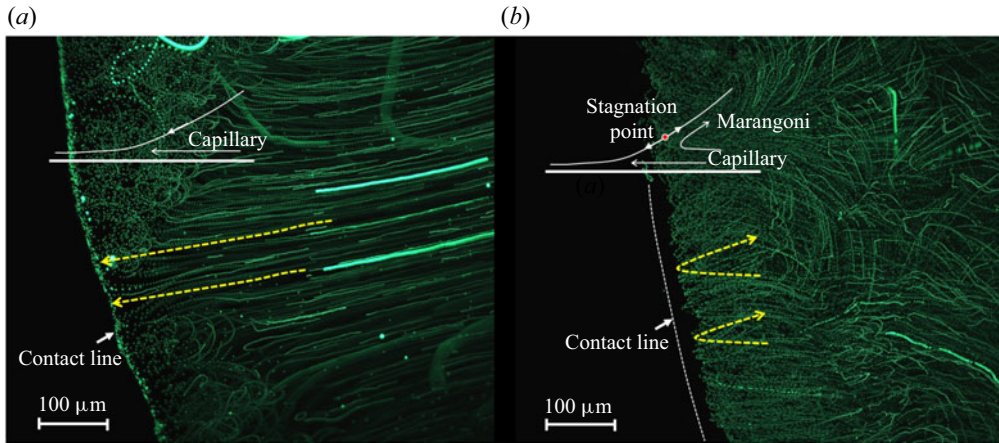 (a)
(b)
Capillary
Contact line
100 μm
Stagnation
point
Marangoni
Capillary
(a)
Contact line
100 μm